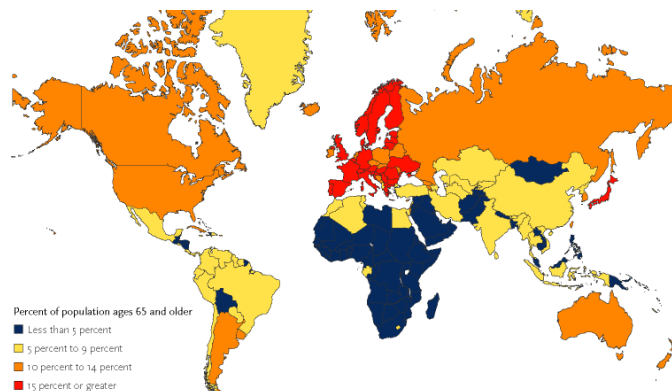 Percent of population ages 65 and older
Less than 5 percent
5 percent to 9 percent
10 percent to 14 percent
15 percent or greater